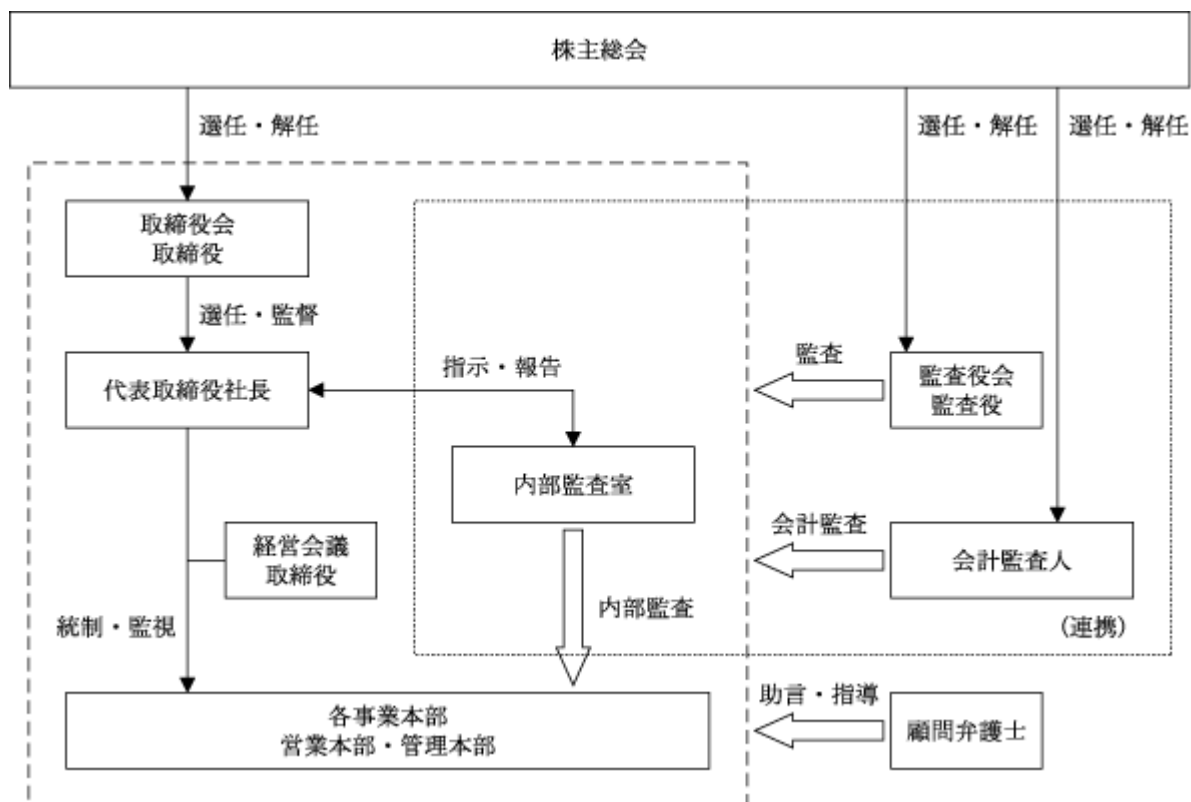 株主総会
選任・解任
選任・解任
選任・解任
取締役会
取締役
選任・監督
代表取締役社長
指示・報告
監査
監査役会
監査役
内部監査室
経営会議
取締役
会計監査
会計監査人
統制・監視
内部監査
(連携)
各事業本部
営業本部・管理本部
助言・指導
顧問弁護士